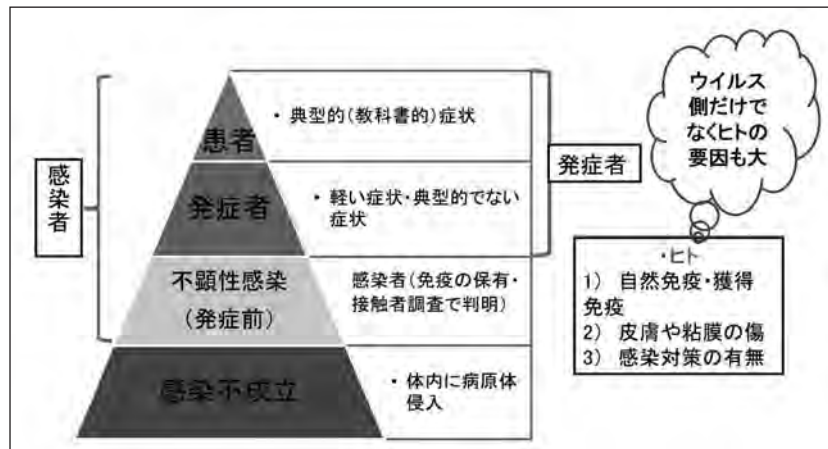 感染者
患者
・ 典型的(教科書的)症状
発症者
・ 軽い症状・典型的でない
症状
不顕性感染
(発症前)
感染者(免疫の保有・
接触者調査で判明)
感染不成立
・ 体内に病原体
侵入
発症者
ウイルス
側だけで
なくヒトの
要因も大
・ヒト
1) 自然免疫・獲得
免疫
2) 皮膚や粘膜の傷
3) 感染対策の有無